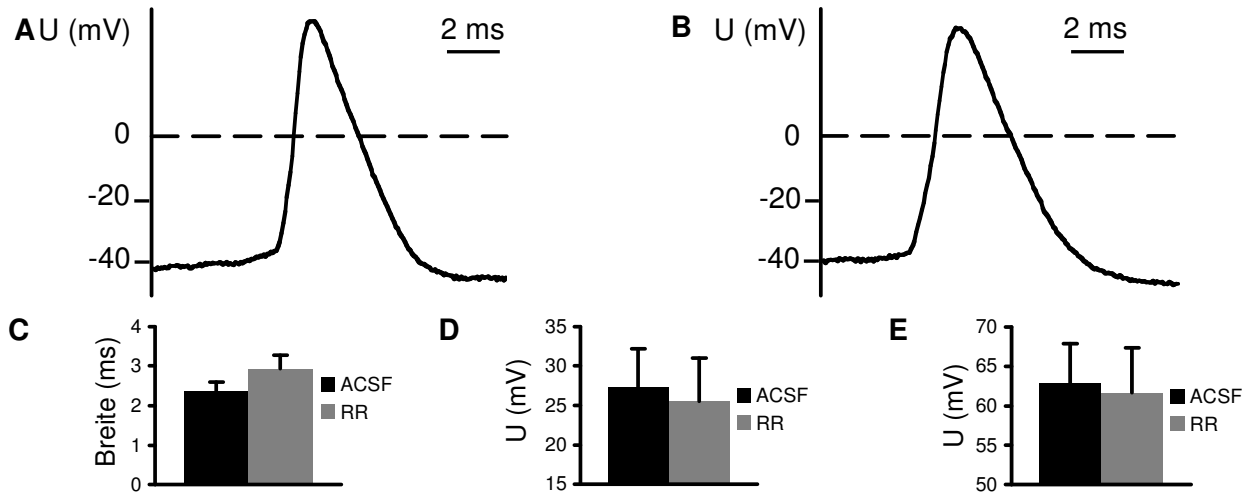 A U (mV)
2 ms
0
-20
-40
B U (mV)
2 ms
0
-20
-40
C
Breite (ms)
4
3
2
1
0
ACSF
RR
D
U (mV)
35
30
25
20
15
ACSF
RR
E
U (mV)
70
65
60
55
50
ACSF
RR